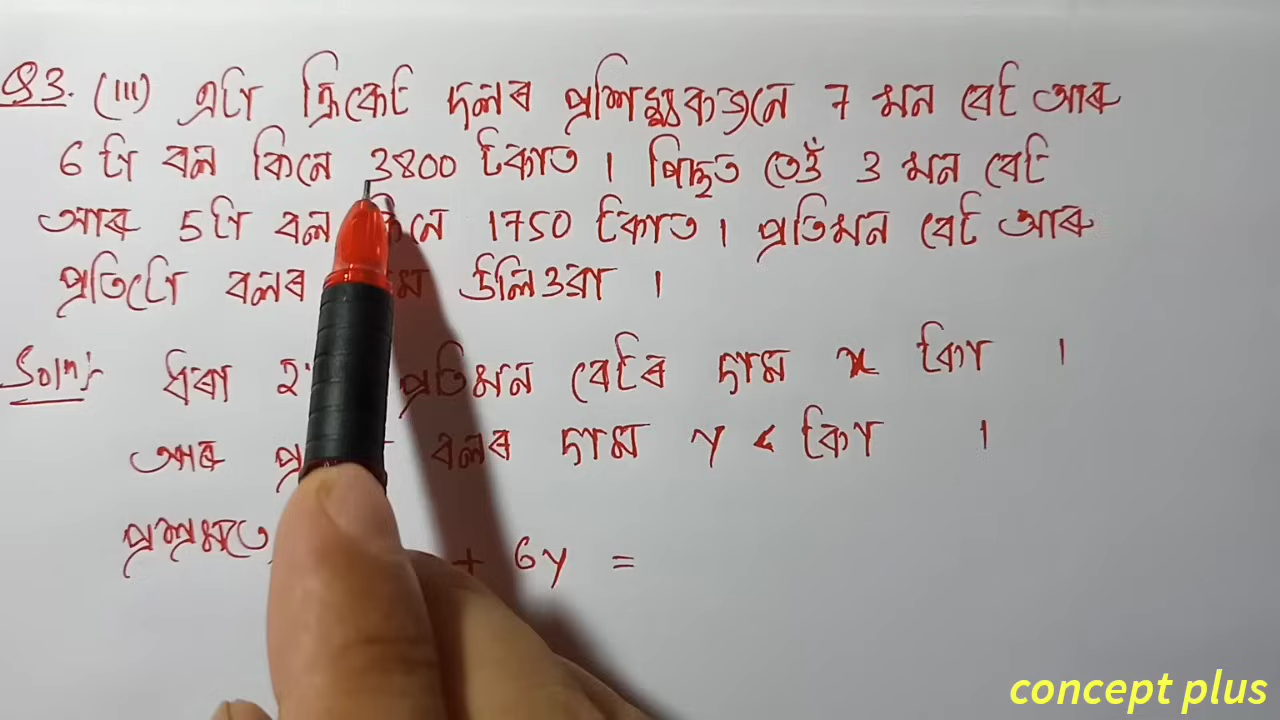 Q3. (III) এটা ক্ৰিকেট দলৰ প্ৰশিক্ষকজনে 7 খন বেট আৰু
6 টা বল কিনে 3800 টকাত । পিছত তেওঁ 3 খন বেট
আৰু 5টা বল কিনে 1750 টকাত । প্ৰতিখন বেট আৰু
প্ৰতিটো বলৰ উলিওৱা ।
Soln:- ধৰা প্ৰতিখন বেটৰ দাম x টকা ।
আৰু বলৰ দাম y টকা ।
প্ৰশ্নমতে + 6y =
concept plus